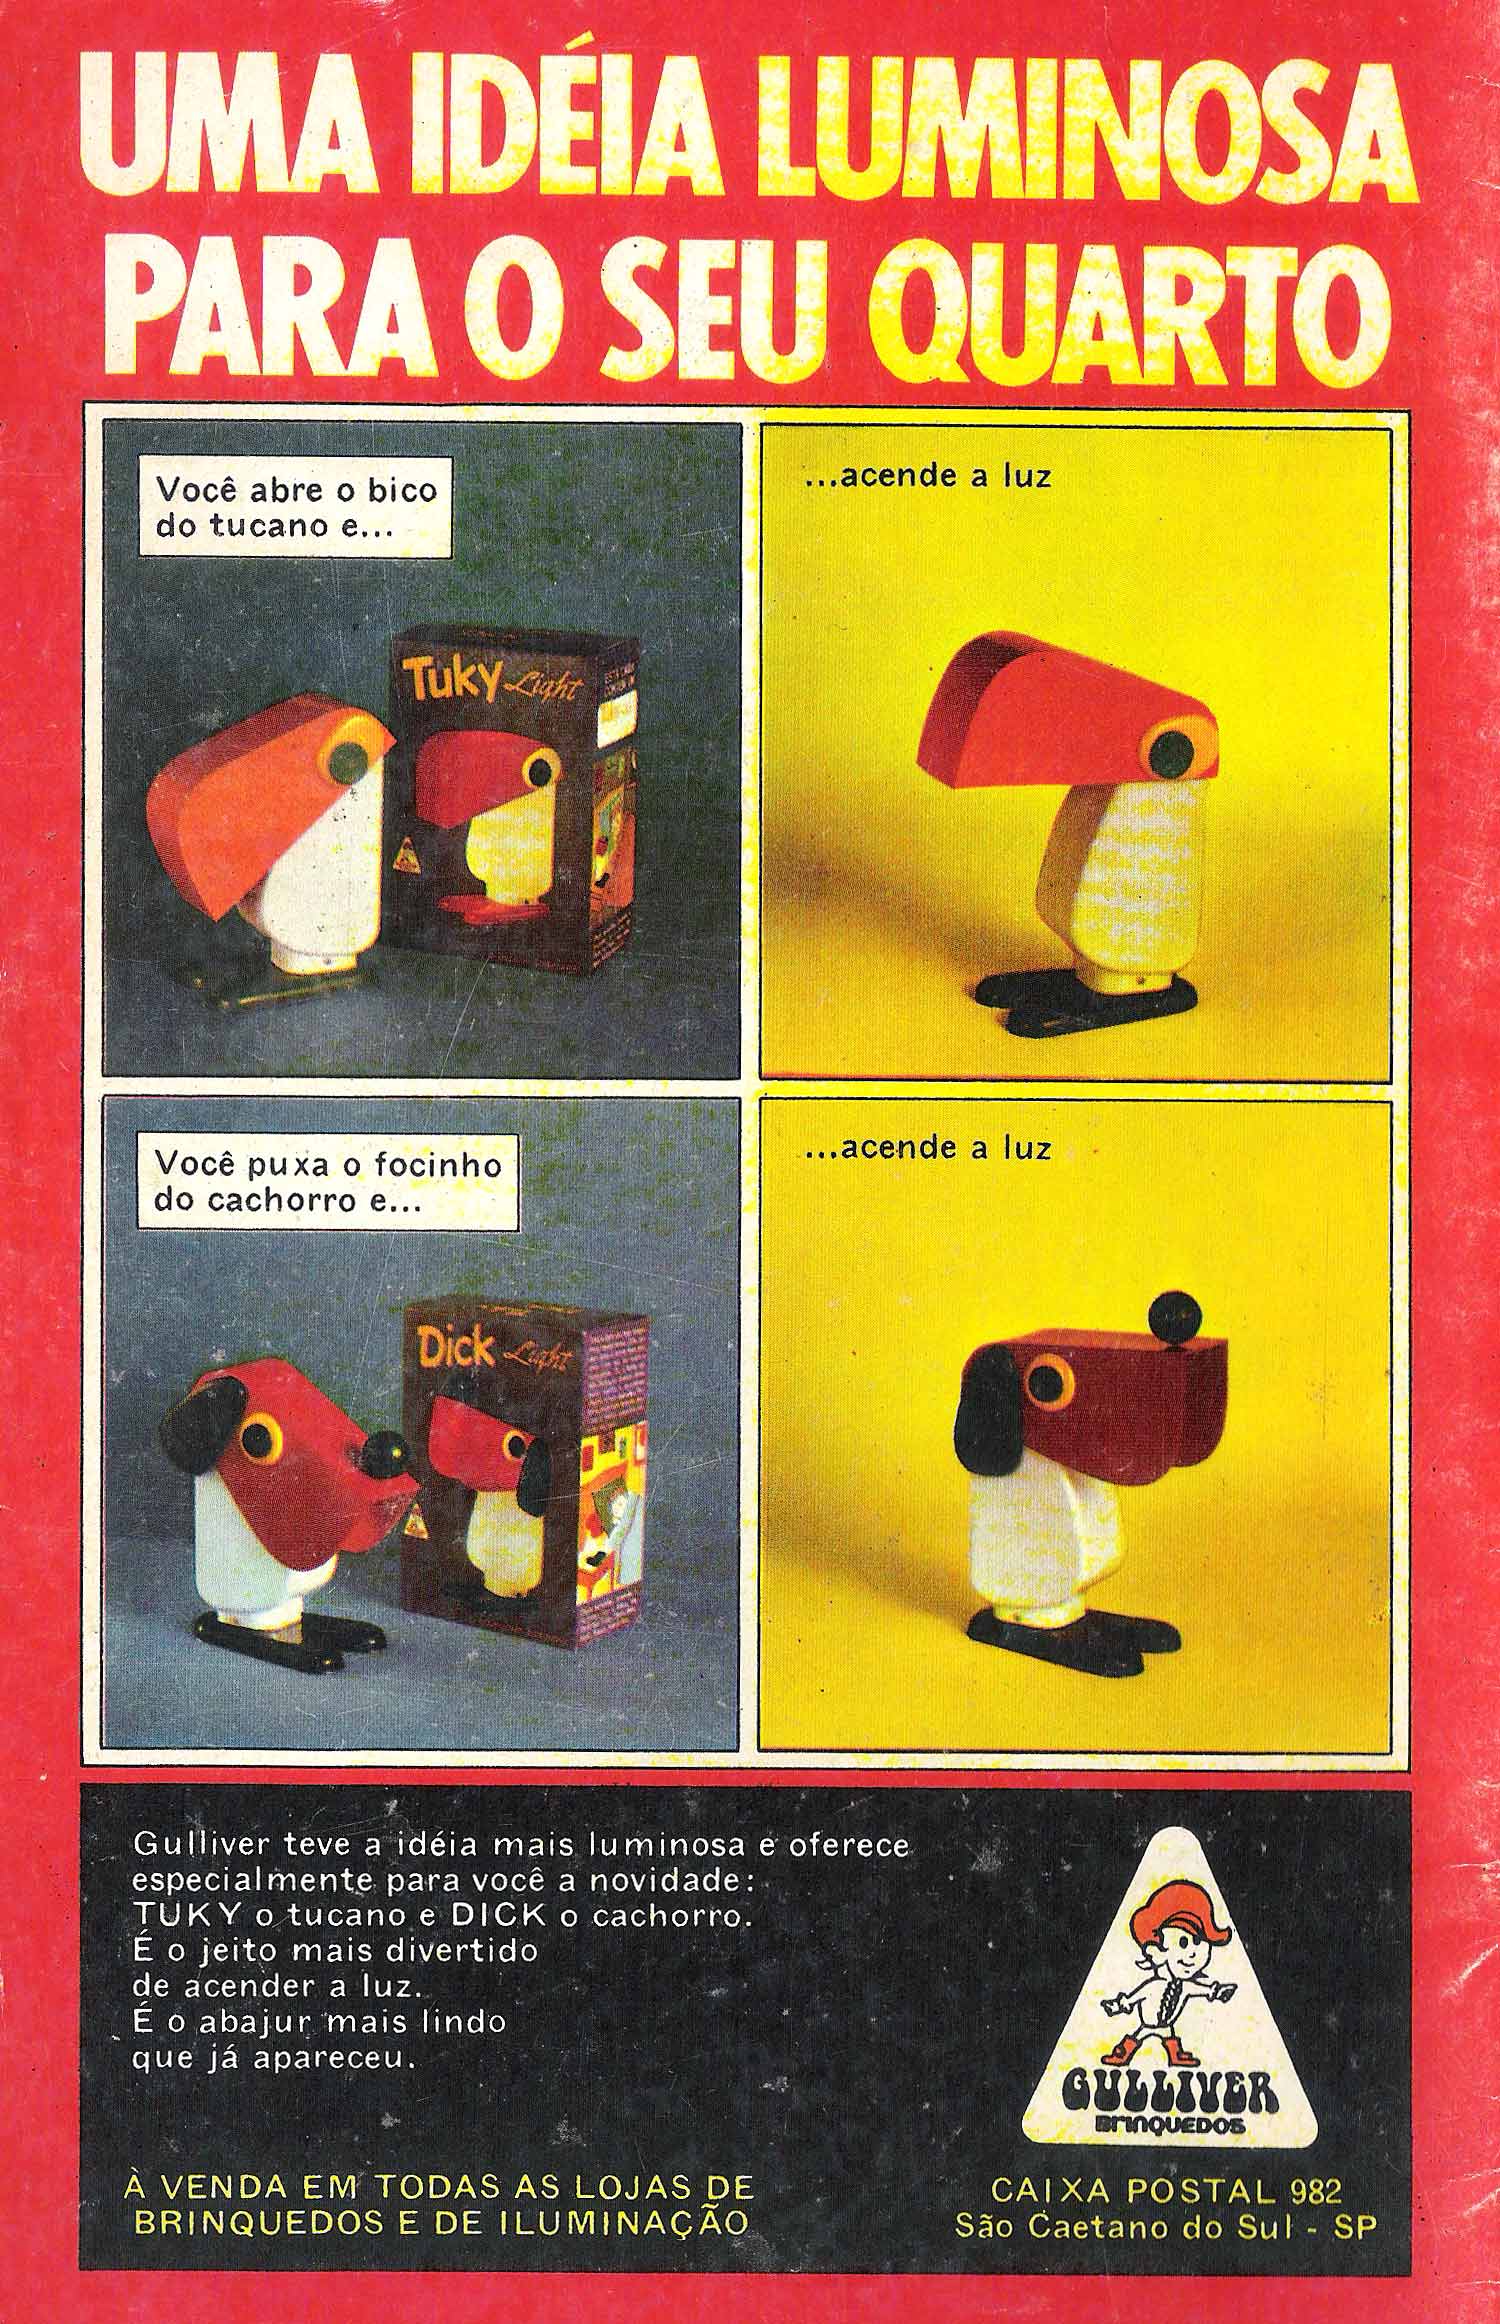 UMA IDÉIA LUMINOSA
PARA O SEU QUARTO
Você abre o bico
do tucano e...
Tuky Light
...acende a luz
Você puxa o focinho
do cachorro e...
Dick Light
...acende a luz
Gulliver teve a idéia mais luminosa e oferece
especialmente para você a novidade:
TUKY o tucano e DICK o cachorro.
É o jeito mais divertido
de acender a luz.
É o abajur mais lindo
que já apareceu.
GULLIVER
BRINQUEDOS
À VENDA EM TODAS AS LOJAS DE
BRINQUEDOS E DE ILUMINAÇÃO
CAIXA POSTAL 982
São Caetano do Sul - SP